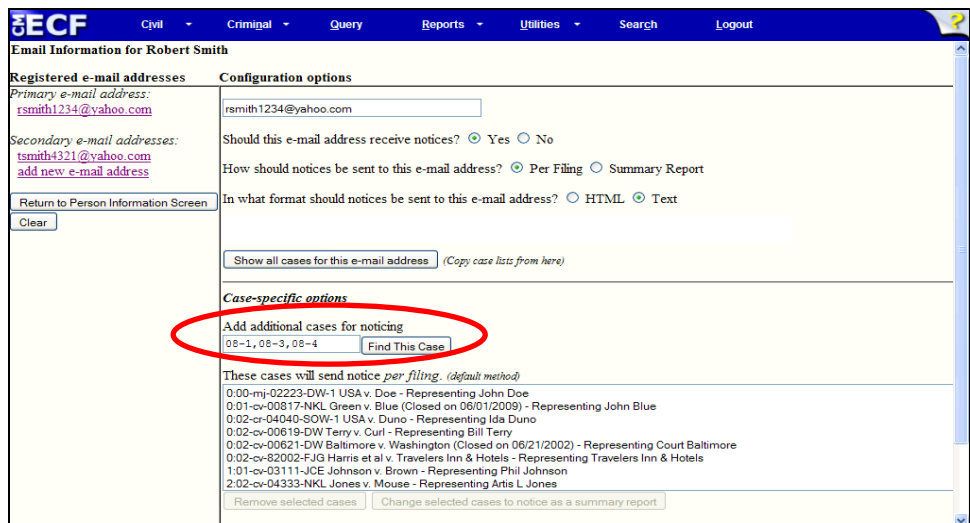 CM ECF Civil Criminal Query Reports Utilities Search Logout ?
Email Information for Robert Smith
Registered e-mail addresses
Primary e-mail address:
rsmith1234@yahoo.com
Secondary e-mail addresses:
tsmith4321@yahoo.com
add new e-mail address
Return to Person Information Screen
Clear
Configuration options
rsmith1234@yahoo.com
Should this e-mail address receive notices? Yes No
How should notices be sent to this e-mail address? Per Filing Summary Report
In what format should notices be sent to this e-mail address? HTML Text
Show all cases for this e-mail address (Copy case lists from here)
Case-specific options
Add additional cases for noticing
08-1,08-3,08-4 Find This Case
These cases will send notice per filing. (default method)
0:00-mj-02223-DW-1 USA v. Doe - Representing John Doe
0:01-cv-00817-NKL Green v. Blue (Closed on 06/01/2009) - Representing John Blue
0:02-cr-04040-SOW-1 USA v. Duno - Representing Ida Duno
0:02-cv-00619-DW Terry v. Curl - Representing Bill Terry
0:02-cv-00621-DW Baltimore v. Washington (Closed on 06/21/2002) - Representing Court Baltimore
0:02-cv-82002-FJG Harris et al v. Travelers Inn & Hotels - Representing Travelers Inn & Hotels
1:01-cv-03111-JCE Johnson v. Brown - Representing Phil Johnson
2:02-cv-04333-NKL Jones v. Mouse - Representing Artis L Jones
Remove selected cases Change selected cases to notice as a summary report